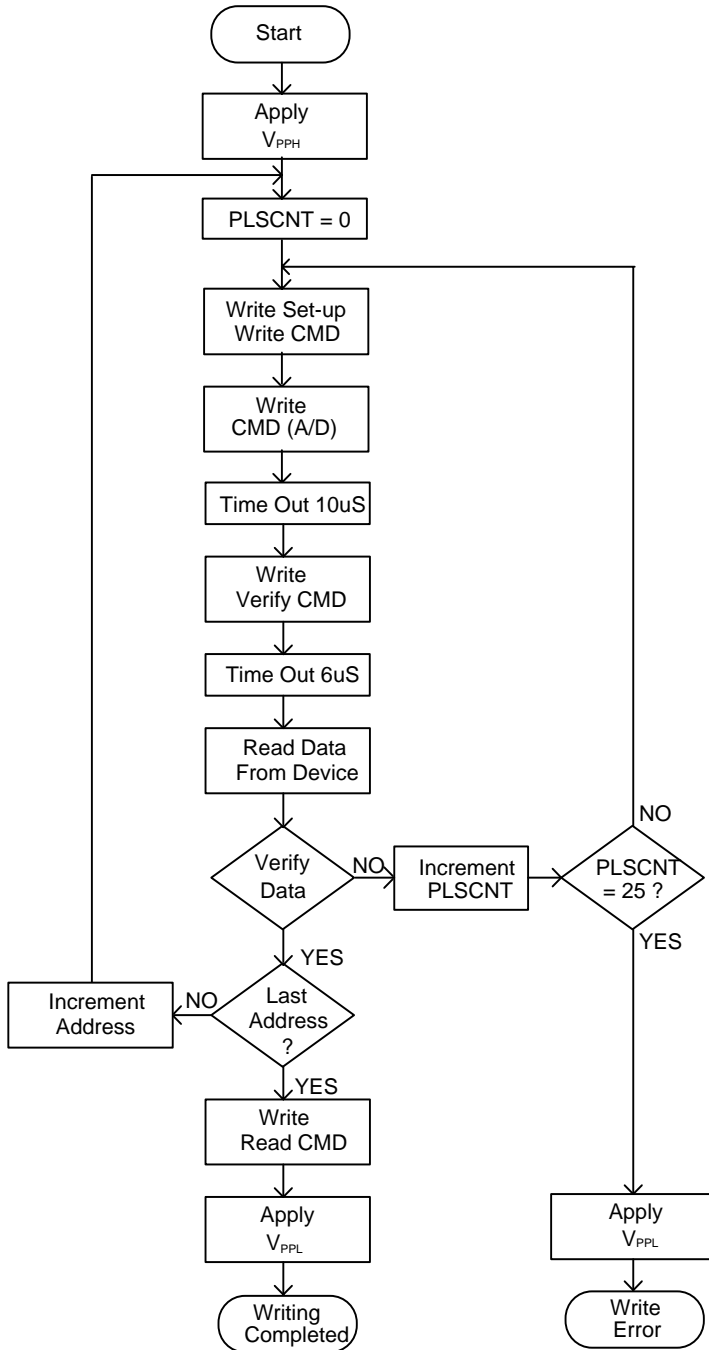 Start
Apply
VPPH
PLSCNT = 0
Write Set-up
Write CMD
Write
CMD (A/D)
Time Out 10uS
Write
Verify CMD
Time Out 6uS
Read Data
From Device
Verify
Data
NO
Increment
PLSCNT
PLSCNT
= 25 ?
NO
YES
YES
Last
Address
?
NO
Increment
Address
YES
Write
Read CMD
Apply
VPPL
Writing
Completed
Apply
VPPL
Write
Error